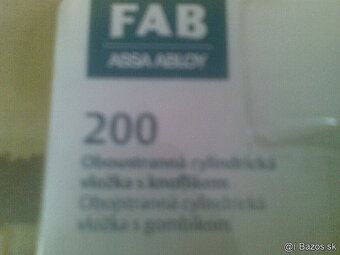 FAB
ASSA ABLOY
200
Oboustranná cylindrická
vložka s knoflíkem
Obojstranná cylindrická
vložka s gombíkom
@| Bazos.sk